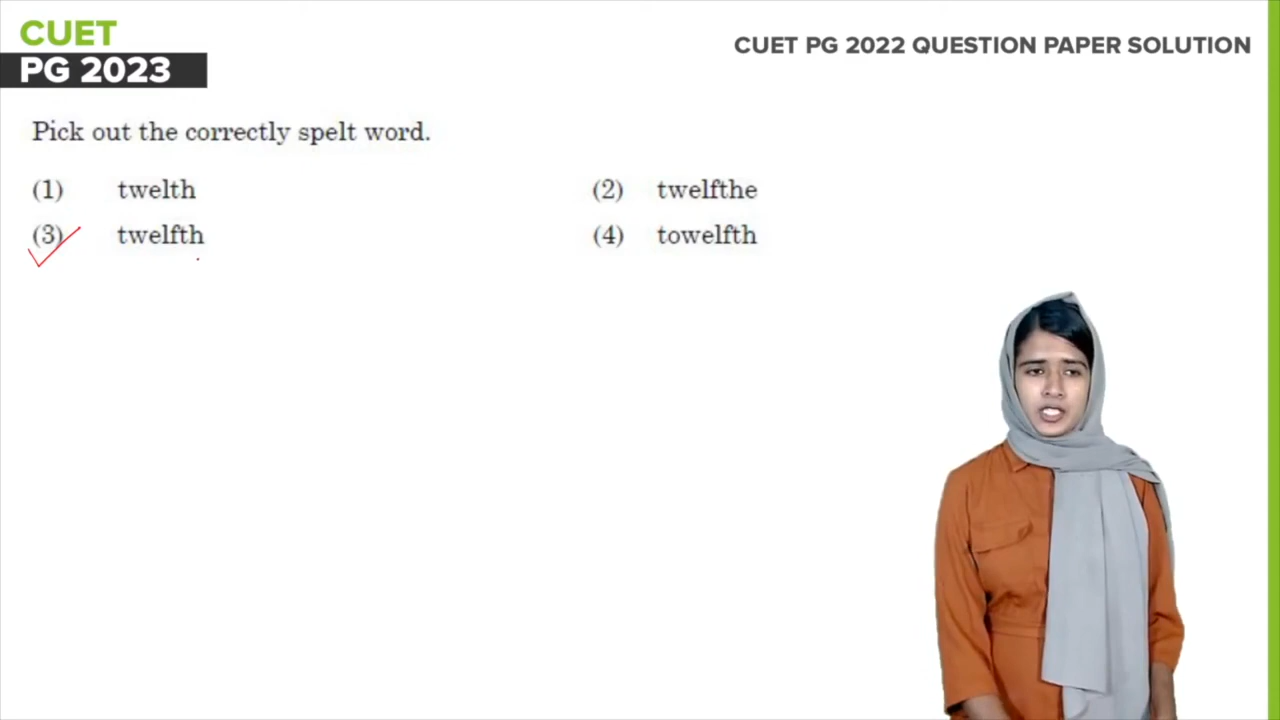 CUET
PG 2023
CUET PG 2022 QUESTION PAPER SOLUTION
Pick out the correctly spelt word.
(1) twelth (2) twelfthe
(3) twelfth (4) towelfth